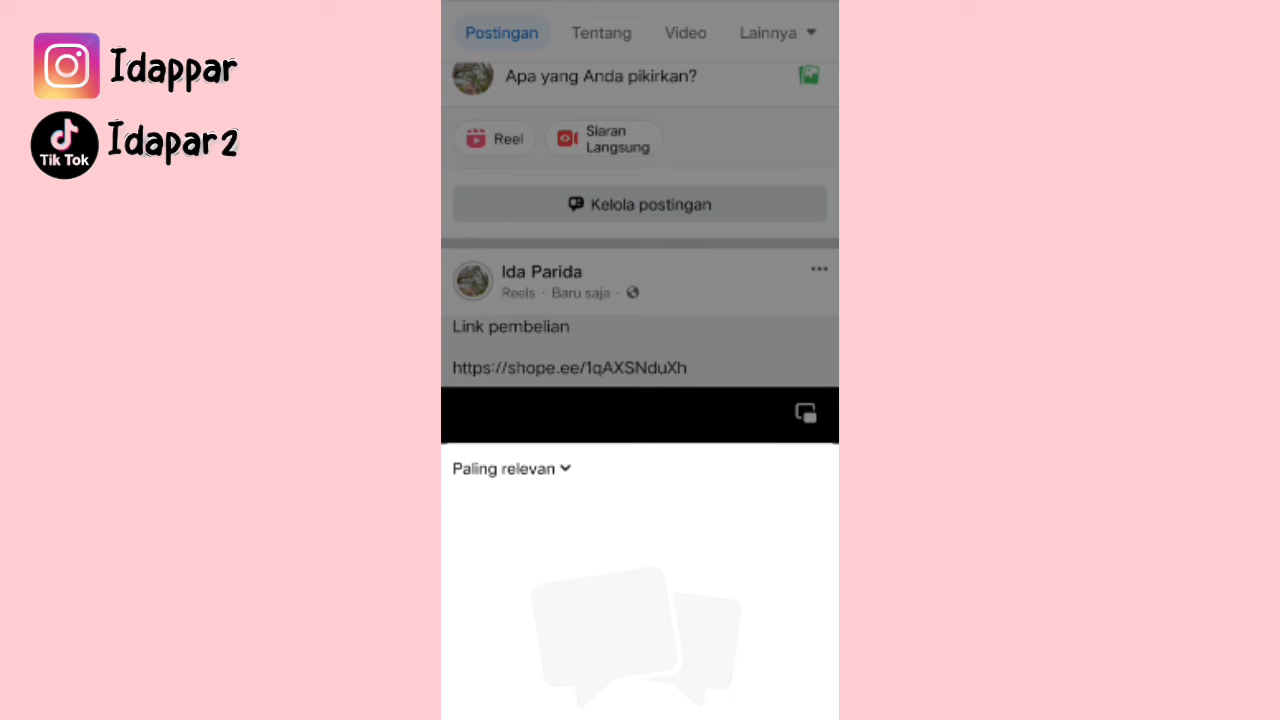 Idappar
Tik Tok
Idapar2
Postingan Tentang Video Lainnya
Apa yang Anda pikirkan?
Reel
Siaran
Langsung
Kelola postingan
Ida Parida
Reels · Baru saja ·
Link pembelian
https://shope.ee/1qAXSNduXh
Paling relevan